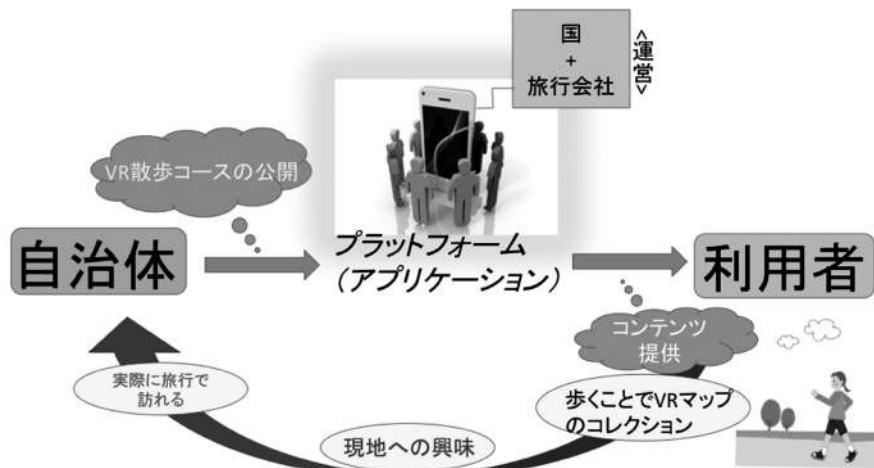 国
+
旅行会社
<運営>
VR散歩コースの公開
自治体
プラットフォーム
(アプリケーション)
利用者
コンテンツ
提供
歩くことでVRマップ
のコレクション
現地への興味
実際に旅行で
訪れる